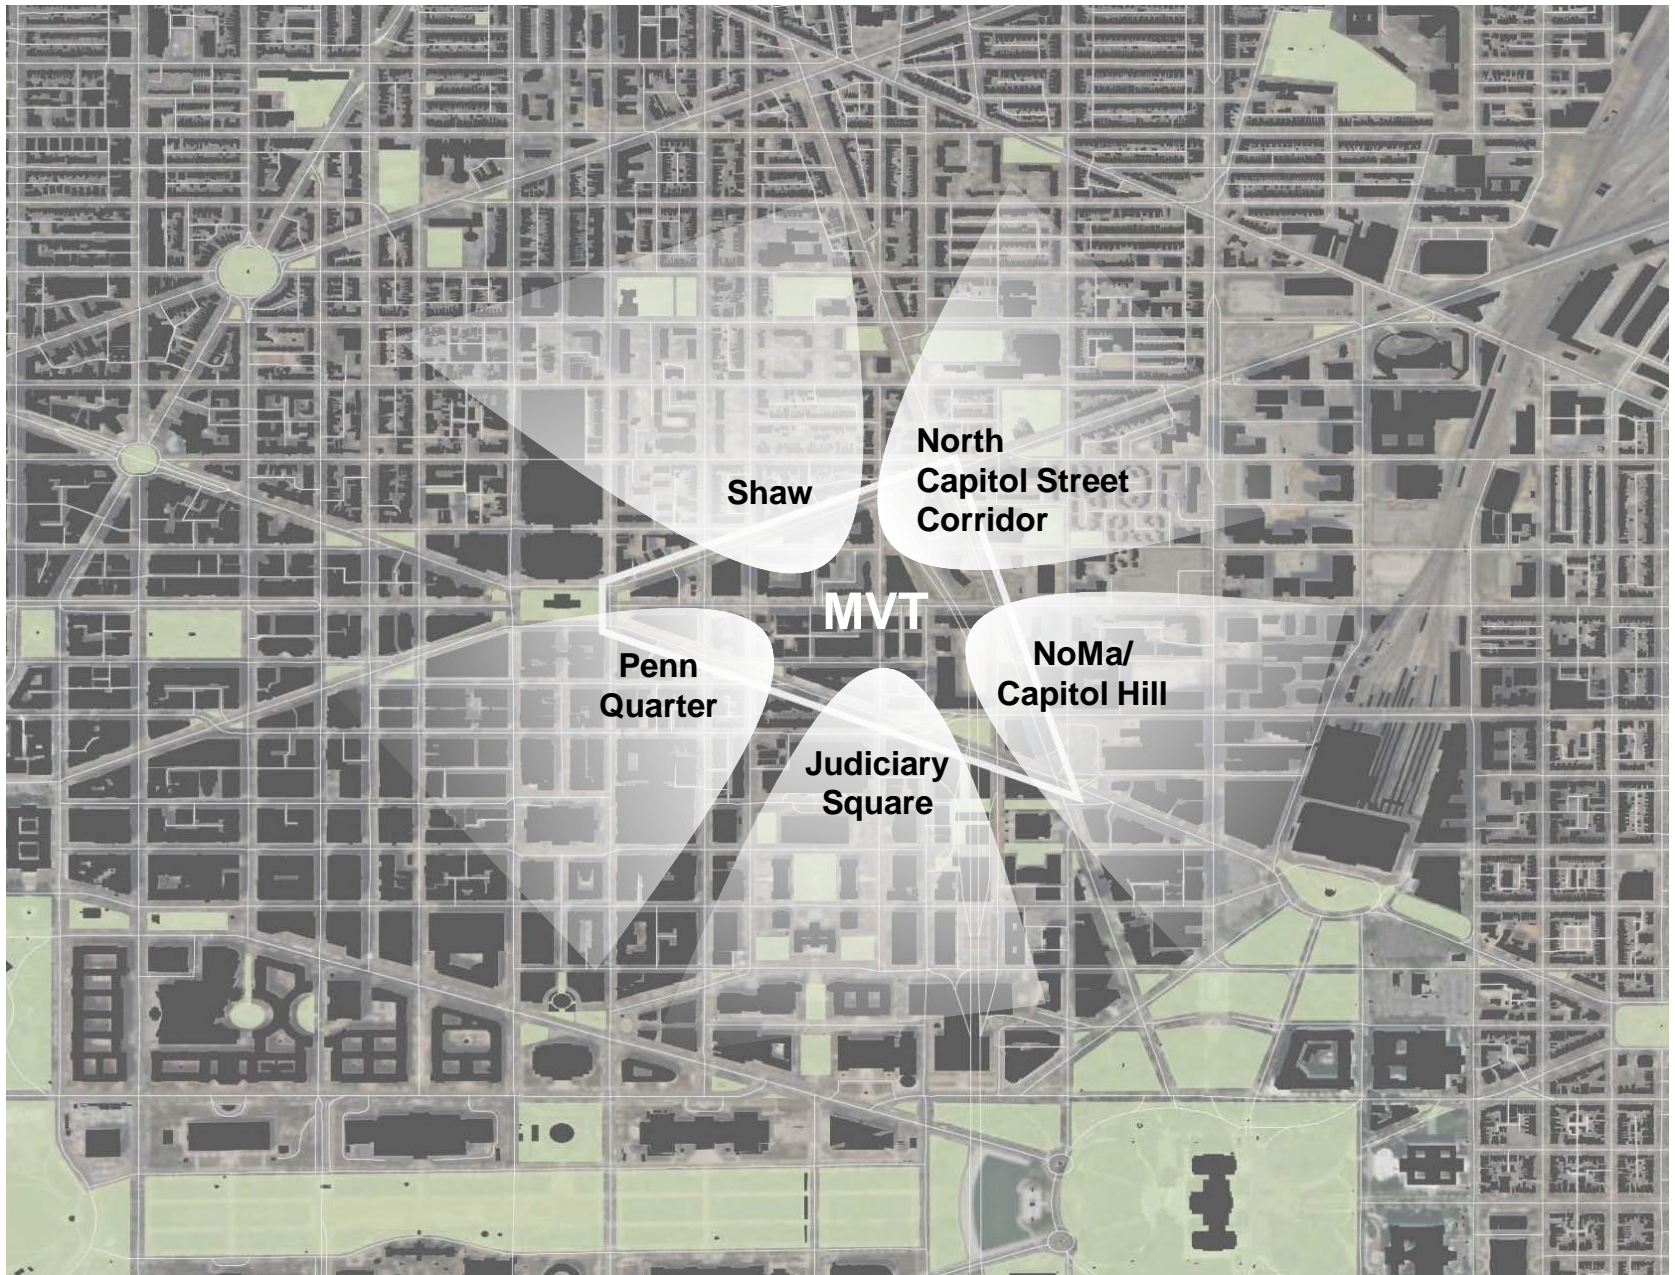 North
Capitol Street
Corridor
Shaw
MVT
Penn
Quarter
NoMa/
Capitol Hill
Judiciary
Square